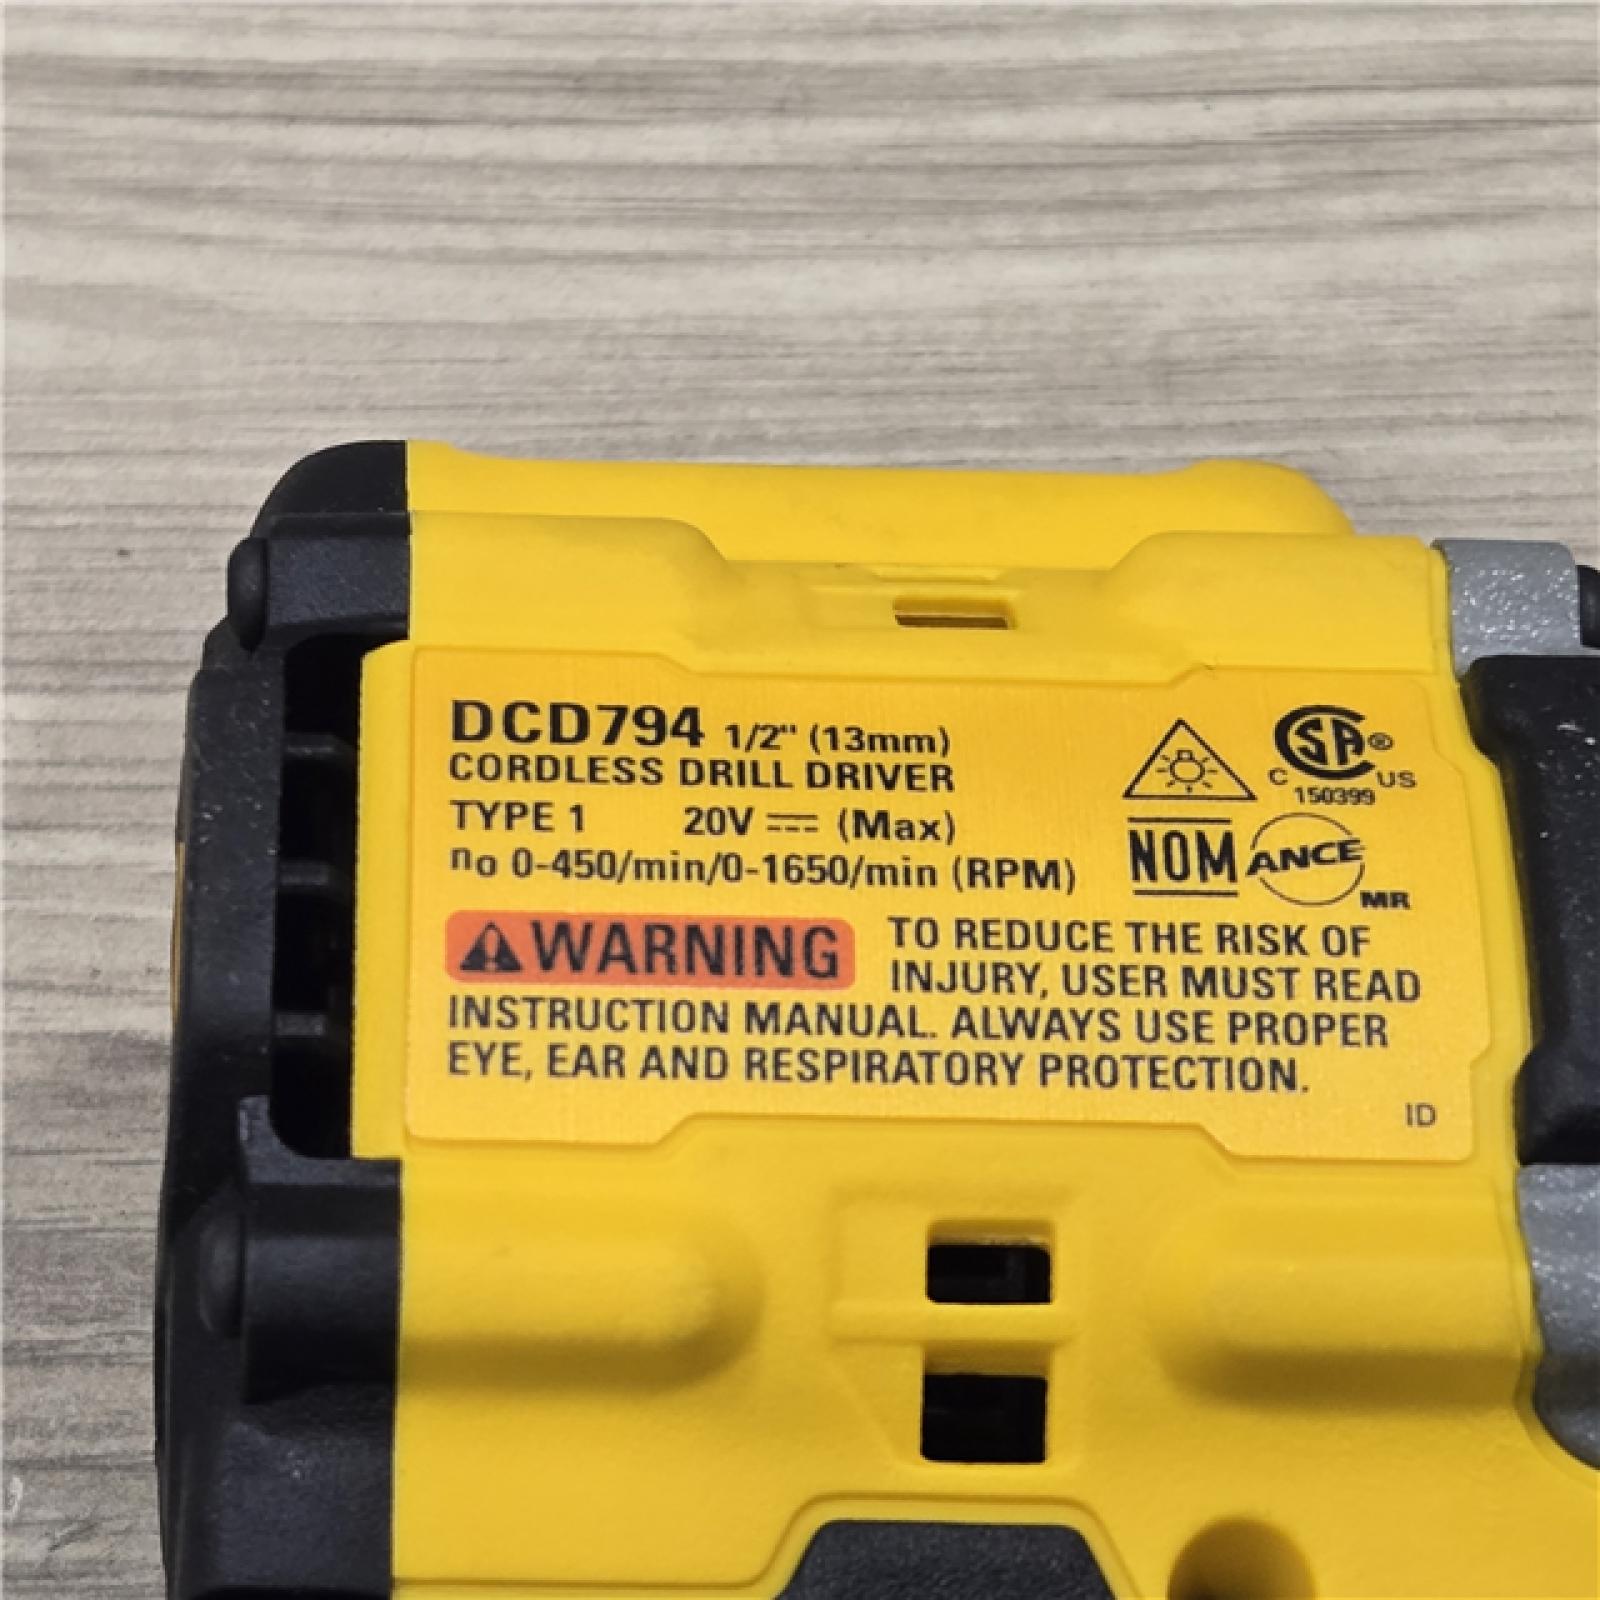 DCD794 1/2" (13mm)
CORDLESS DRILL DRIVER
TYPE 1 20V ⎓ (Max)
no 0-450/min/0-1650/min (RPM)
CSA® C US
150399
NOM ANCE MR
WARNING TO REDUCE THE RISK OF
INJURY, USER MUST READ
INSTRUCTION MANUAL. ALWAYS USE PROPER
EYE, EAR AND RESPIRATORY PROTECTION.
ID